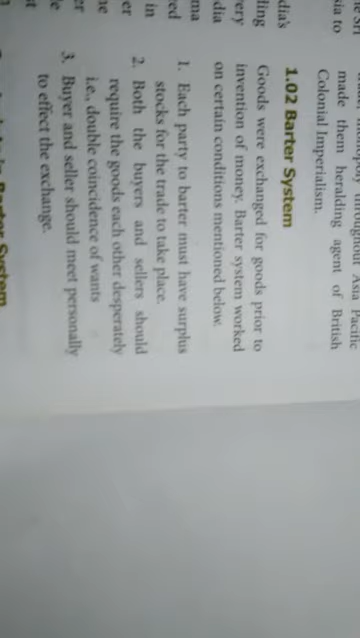 sia to made them heralding agent of British
Colonial Imperialism.
1.02 Barter System
Goods were exchanged for goods prior to
invention of money. Barter system worked
on certain conditions mentioned below.
1. Each party to barter must have surplus
stocks for the trade to take place.
2. Both the buyers and sellers should
require the goods each other desperately
i.e., double coincidence of wants
3. Buyer and seller should meet personally
to effect the exchange.